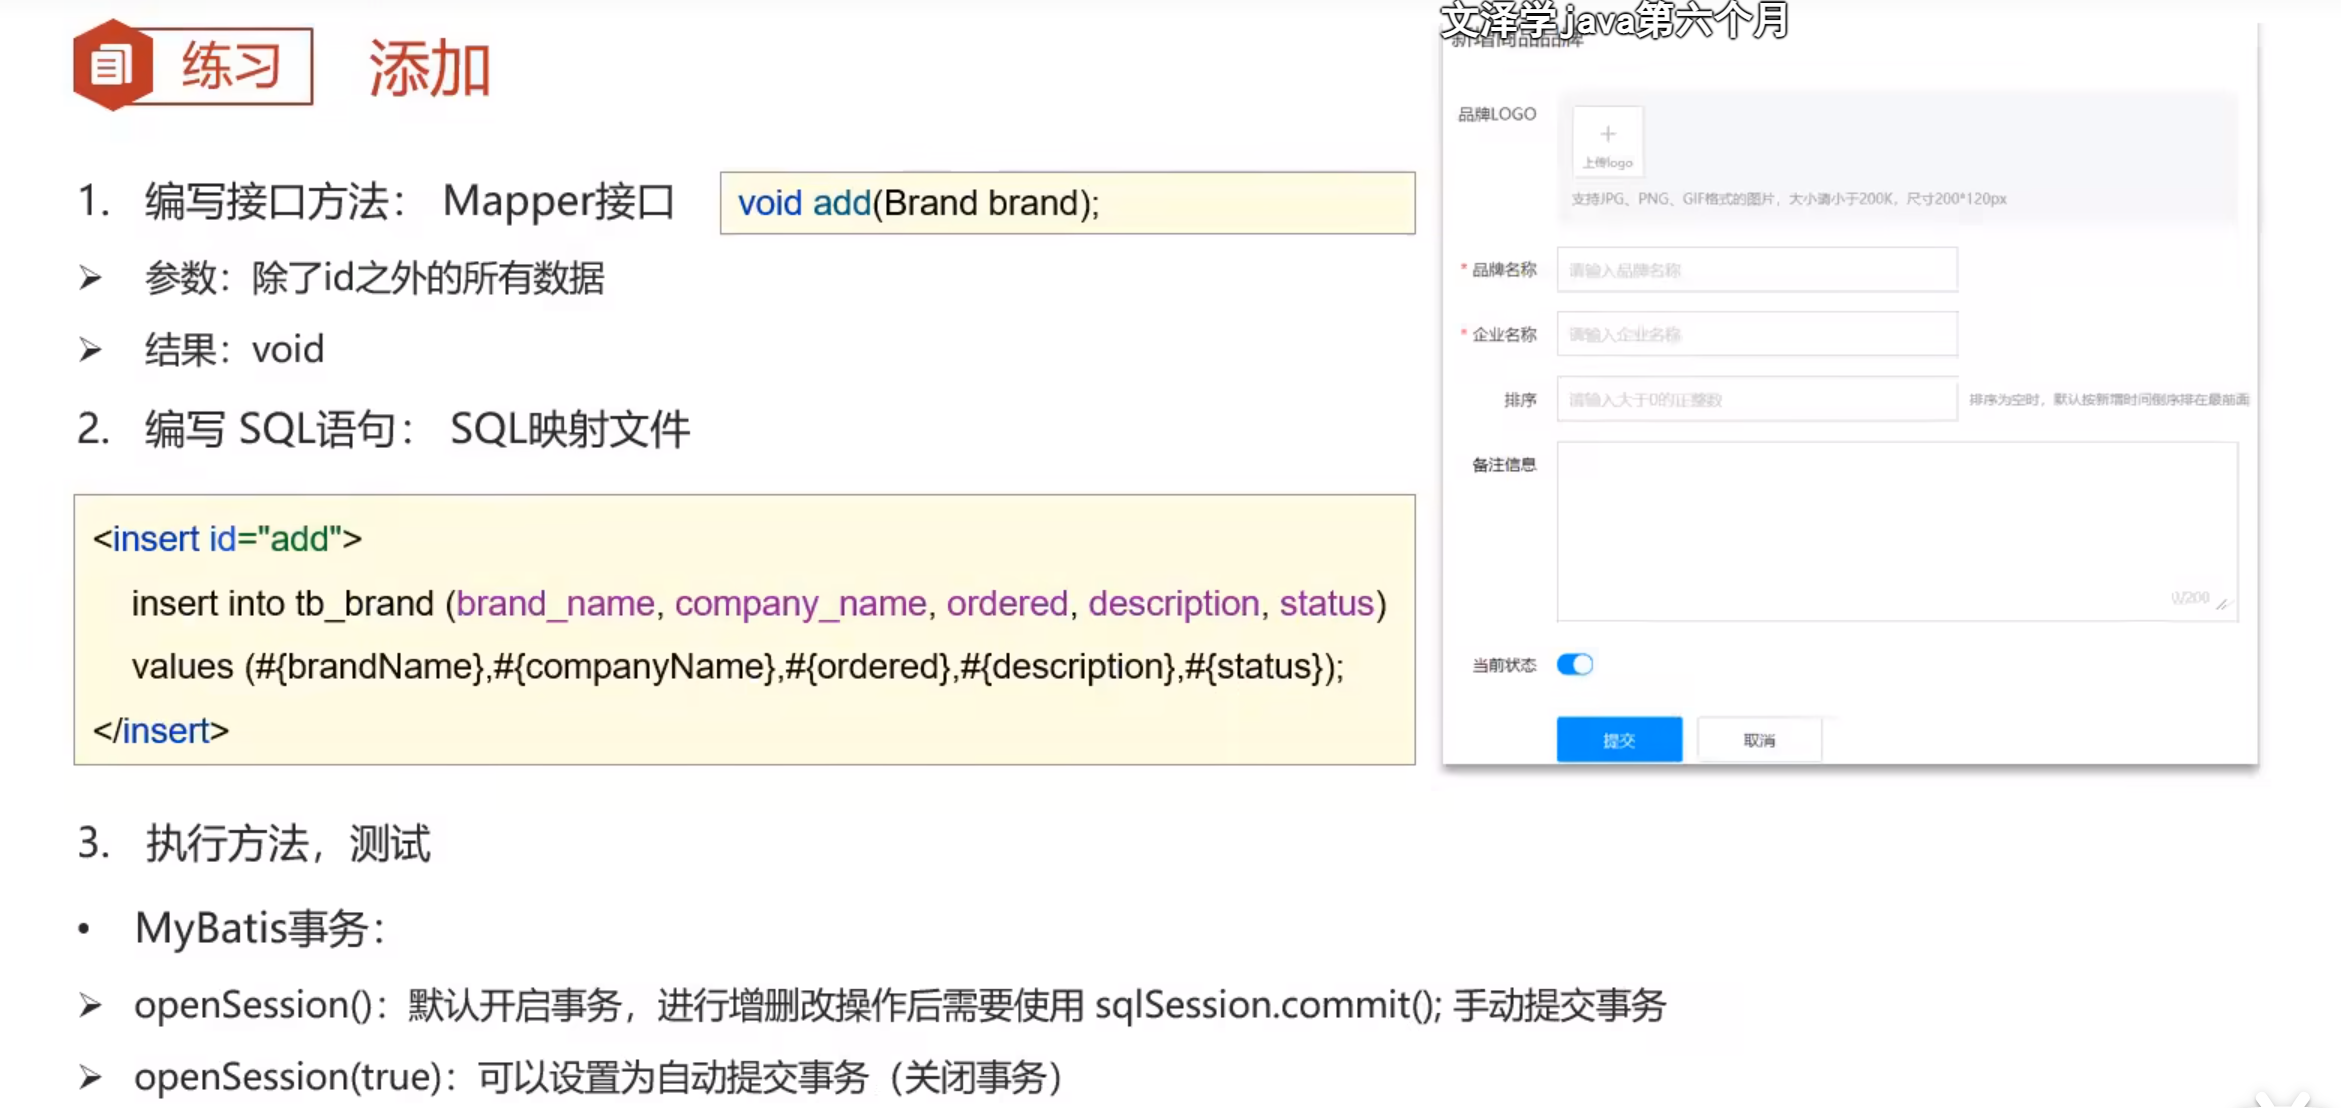 文泽学java第六个月
练习 添加
1. 编写接口方法： Mapper接口
void add(Brand brand);
➢ 参数：除了id之外的所有数据
➢ 结果：void
2. 编写 SQL语句： SQL映射文件
<insert id="add">
insert into tb_brand (brand_name, company_name, ordered, description, status)
values (#{brandName},#{companyName},#{ordered},#{description},#{status});
</insert>
3. 执行方法，测试
• MyBatis事务：
➢ openSession()：默认开启事务，进行增删改操作后需要使用 sqlSession.commit(); 手动提交事务
➢ openSession(true)：可以设置为自动提交事务（关闭事务）
新增商品品牌
品牌LOGO
上传logo
支持JPG、PNG、GIF格式的图片，大小请小于200K，尺寸200*120px
* 品牌名称 请输入品牌名称
* 企业名称 请输入企业名称
排序 请输入大于0的正整数 排序为空时，默认按新增时间倒序排在最前面
备注信息
0/200
当前状态
提交 取消